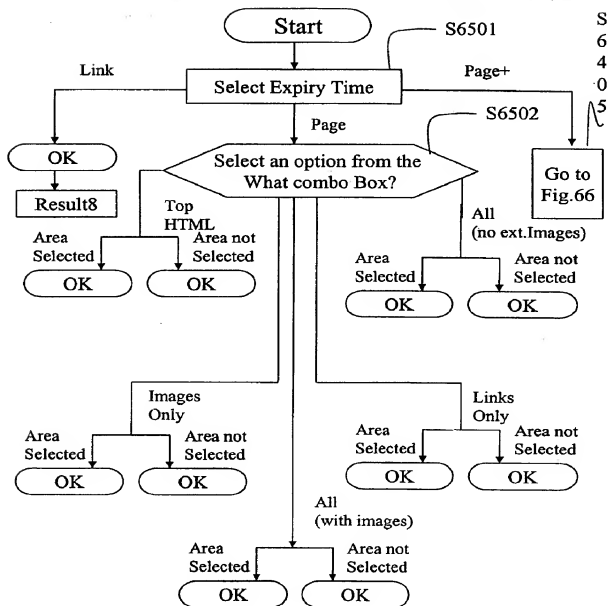 Start
S6501
S
6
4
0
5
Link
Select Expiry Time
Page+
Page
S6502
OK
Select an option from the
What combo Box?
Go to
Fig.66
Result8
Top
HTML
All
(no ext.Images)
Area
Selected
Area not
Selected
OK
OK
Area
Selected
Area not
Selected
OK
OK
Images
Only
Links
Only
Area
Selected
Area not
Selected
OK
OK
Area
Selected
Area not
Selected
OK
OK
All
(with images)
Area
Selected
Area not
Selected
OK
OK